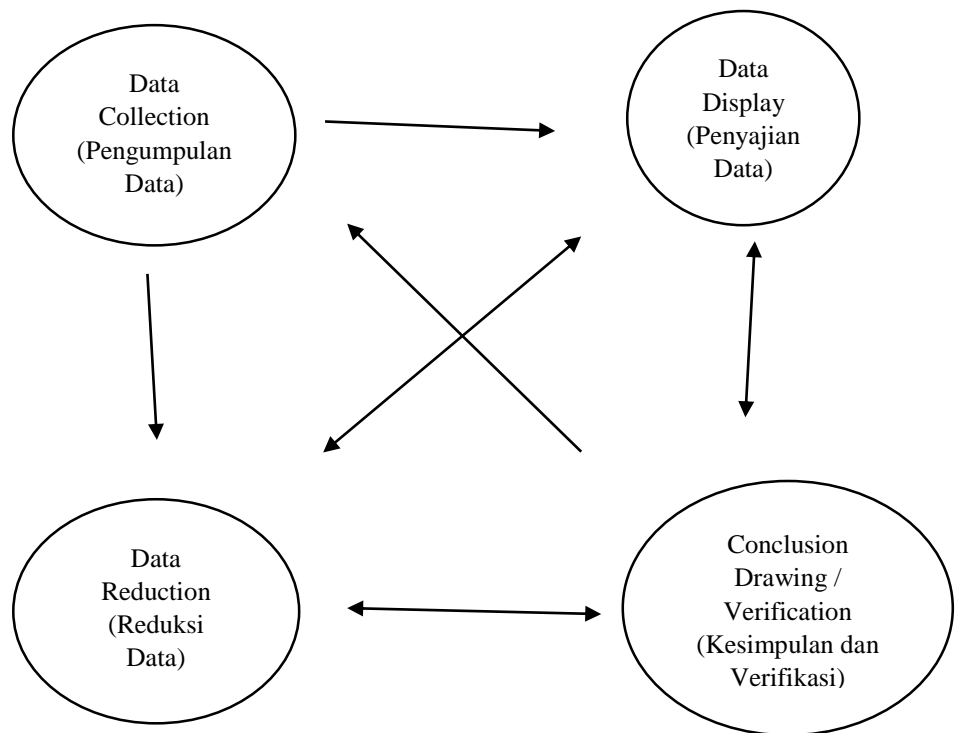 Data
Collection
(Pengumpulan
Data)
Data
Display
(Penyajian
Data)
Data
Reduction
(Reduksi
Data)
Conclusion
Drawing /
Verification
(Kesimpulan dan
Verifikasi)